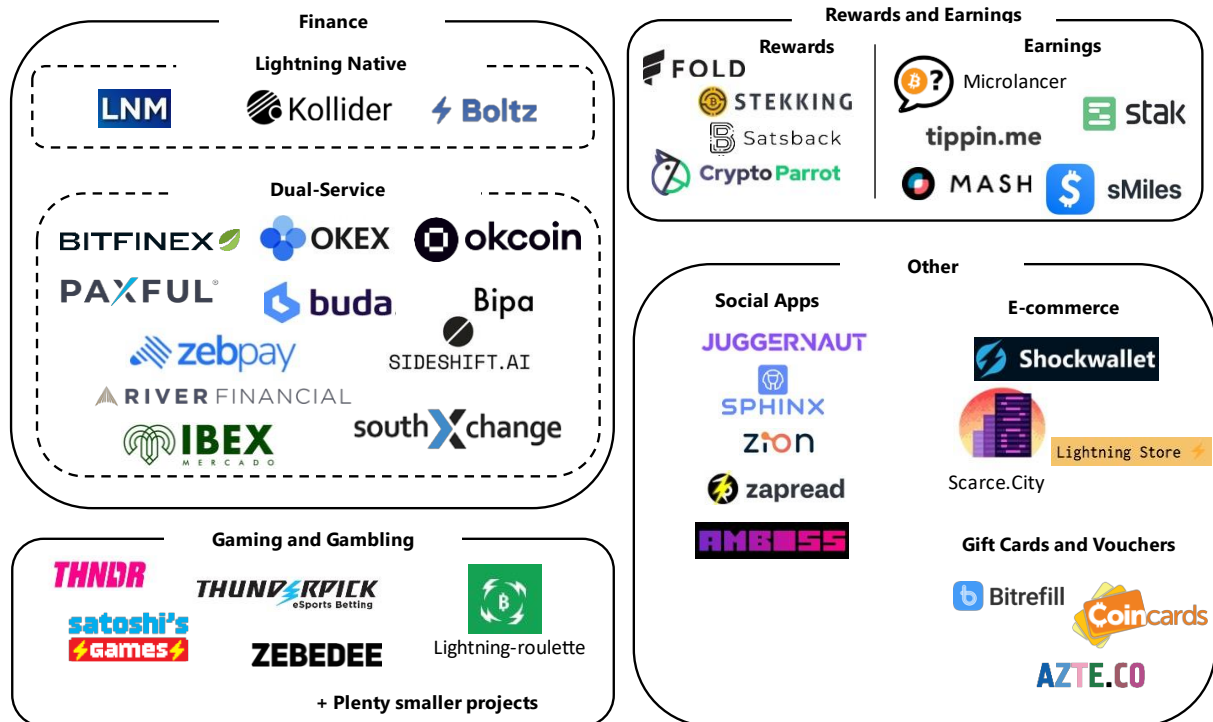 Finance
Lightning Native
LNM
Kollider
Boltz
Dual-Service
BITFINEX
OKEX
okcoin
PAXFUL®
buda.
Bipa
zebpay
SIDESHIFT.AI
RIVER FINANCIAL
IBEX
MERCADO
southXchange
Gaming and Gambling
THNDR
THUNDERPICK
eSports Betting
satoshi's
games
ZEBEDEE
Lightning-roulette
+ Plenty smaller projects
Rewards and Earnings
Rewards
FOLD
STEKKING
Satsback
Crypto Parrot
Earnings
?
Microlancer
stak
tippin.me
MASH
$
sMiles
Other
Social Apps
JUGGERNAUT
SPHINX
zion
zapread
AMBOSS
E-commerce
Shockwallet
Lightning Store
Scarce.City
Gift Cards and Vouchers
Bitrefill
Coincards
AZTE.CO